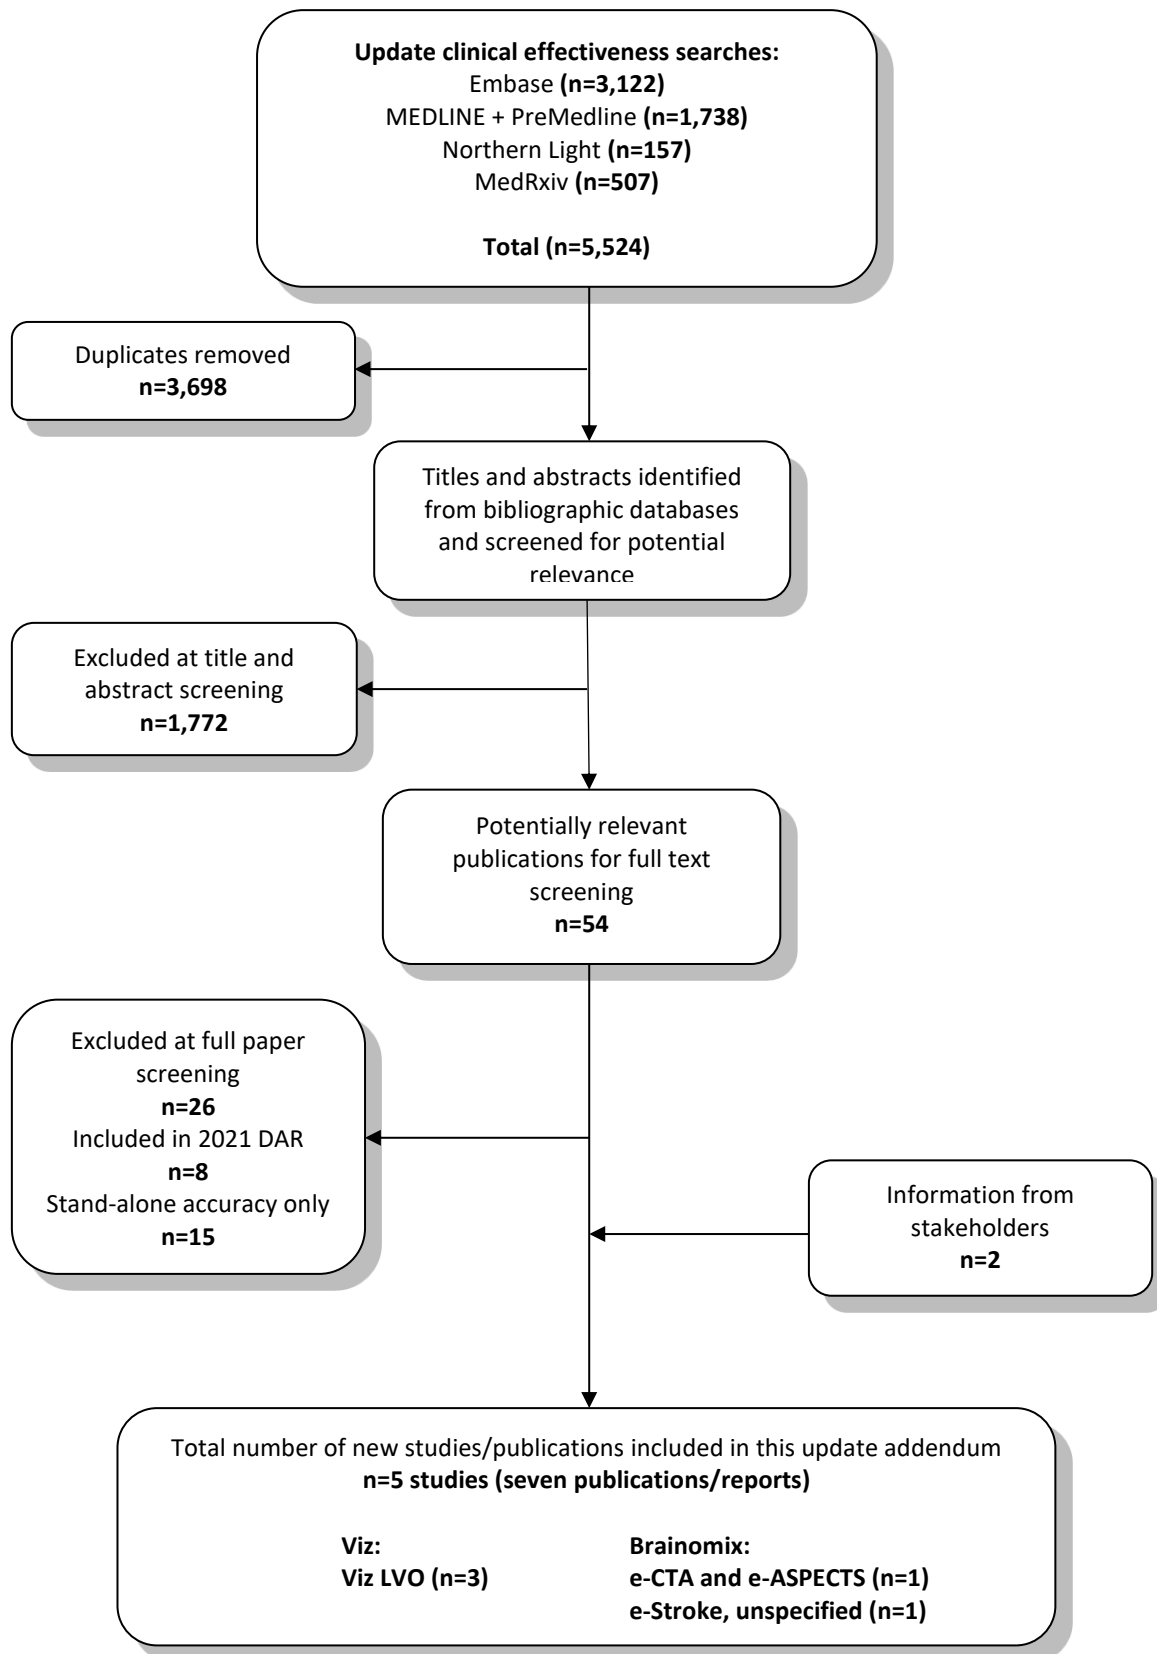 Update clinical effectiveness searches:
Embase (n=3,122)
MEDLINE + PreMedline (n=1,738)
Northern Light (n=157)
MedRxiv (n=507)
Total (n=5,524)
Duplicates removed
n=3,698
Titles and abstracts identified
from bibliographic databases
and screened for potential
relevance
Excluded at title and
abstract screening
n=1,772
Potentially relevant
publications for full text
screening
n=54
Excluded at full paper
screening
n=26
Included in 2021 DAR
n=8
Stand-alone accuracy only
n=15
Information from
stakeholders
n=2
Total number of new studies/publications included in this update addendum
n=5 studies (seven publications/reports)
Viz:
Viz LVO (n=3)
Brainomix:
e-CTA and e-ASPECTS (n=1)
e-Stroke, unspecified (n=1)